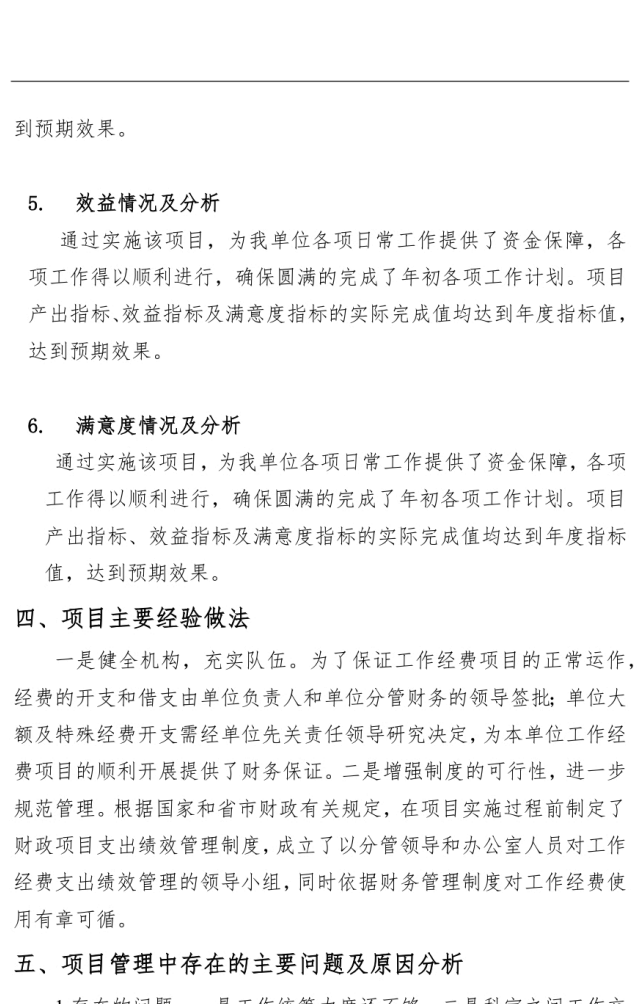 到预期效果。
5. 效益情况及分析
通过实施该项目，为我单位各项日常工作提供了资金保障，各
项工作得以顺利进行，确保圆满的完成了年初各项工作计划。项目
产出指标、效益指标及满意度指标的实际完成值均达到年度指标值，
达到预期效果。
6. 满意度情况及分析
通过实施该项目，为我单位各项日常工作提供了资金保障，各项
工作得以顺利进行，确保圆满的完成了年初各项工作计划。项目
产出指标、效益指标及满意度指标的实际完成值均达到年度指标
值，达到预期效果。
四、项目主要经验做法
一是健全机构，充实队伍。为了保证工作经费项目的正常运作，
经费的开支和借支由单位负责人和单位分管财务的领导签批；单位大
额及特殊经费开支需经单位先关责任领导研究决定，为本单位工作经
费项目的顺利开展提供了财务保证。二是增强制度的可行性，进一步
规范管理。根据国家和省市财政有关规定，在项目实施过程前制定了
财政项目支出绩效管理制度，成立了以分管领导和办公室人员对工作
经费支出绩效管理的领导小组，同时依据财务管理制度对工作经费使
用有章可循。
五、项目管理中存在的主要问题及原因分析